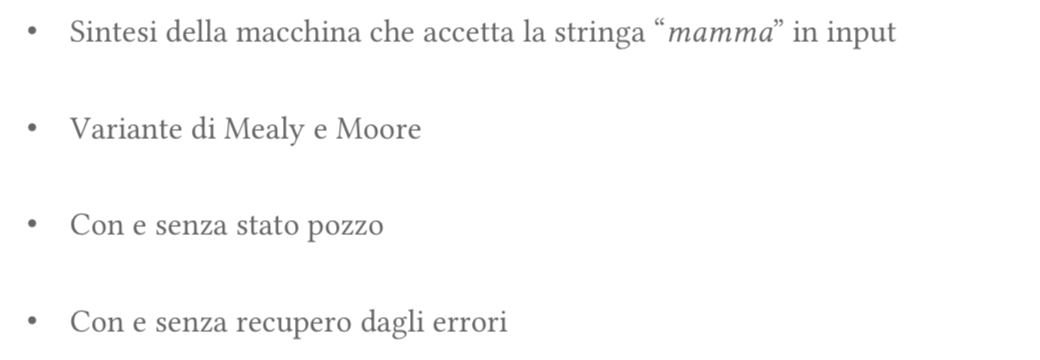 • Sintesi della macchina che accetta la stringa “mamma” in input
• Variante di Mealy e Moore
• Con e senza stato pozzo
• Con e senza recupero dagli errori